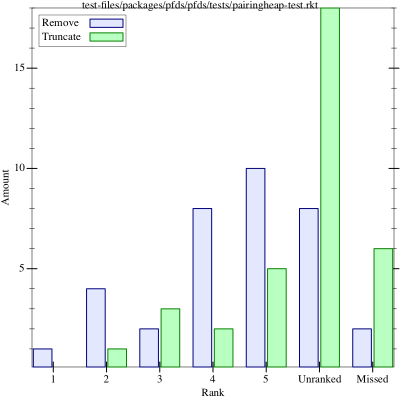 test-files/packages/pfds/pfds/tests/pairingheap-test.rkt
Remove
Truncate
15
10
5
Amount
1 2 3 4 5 Unranked Missed
Rank